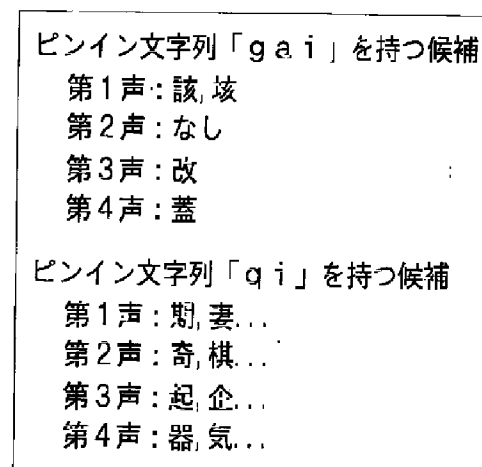 ピンイン文字列「gai」を持つ候補
第1声:該,垓
第2声:なし
第3声:改
第4声:蓋
ピンイン文字列「qi」を持つ候補
第1声:期,妻...
第2声:奇,棋...
第3声:起,企...
第4声:器,気...